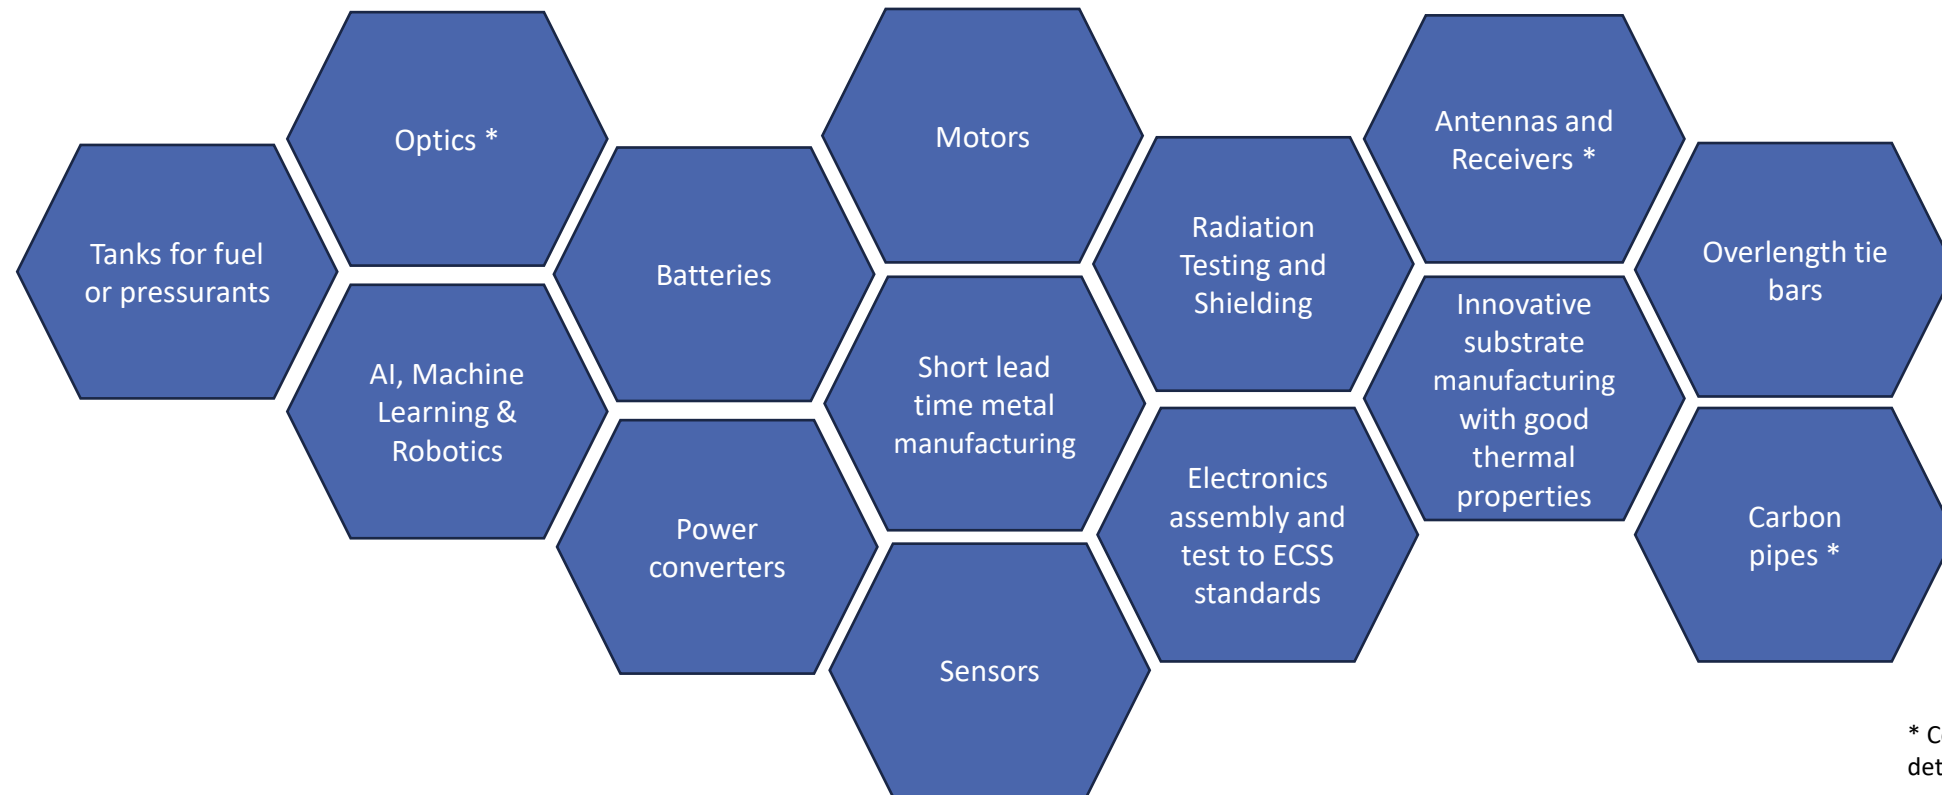 Tanks for fuel
or pressurants
Optics *
AI, Machine
Learning &
Robotics
Batteries
Power
converters
Motors
Short lead
time metal
manufacturing
Sensors
Radiation
Testing and
Shielding
Electronics
assembly and
test to ECSS
standards
Antennas and
Receivers *
Innovative
substrate
manufacturing
with good
thermal
properties
Overlength tie
bars
Carbon
pipes *
*